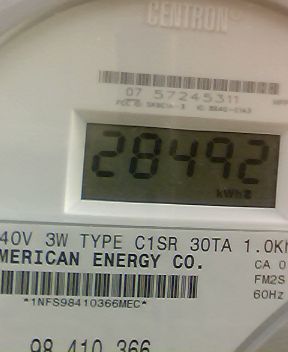 CENTRON®
07 57245311
28492
kWh
40V 3W TYPE C1SR 30TA 1.0K
MERICAN ENERGY CO.
CA 0
FM2S
60Hz
*1NFS98410366MEC*
98 410 366